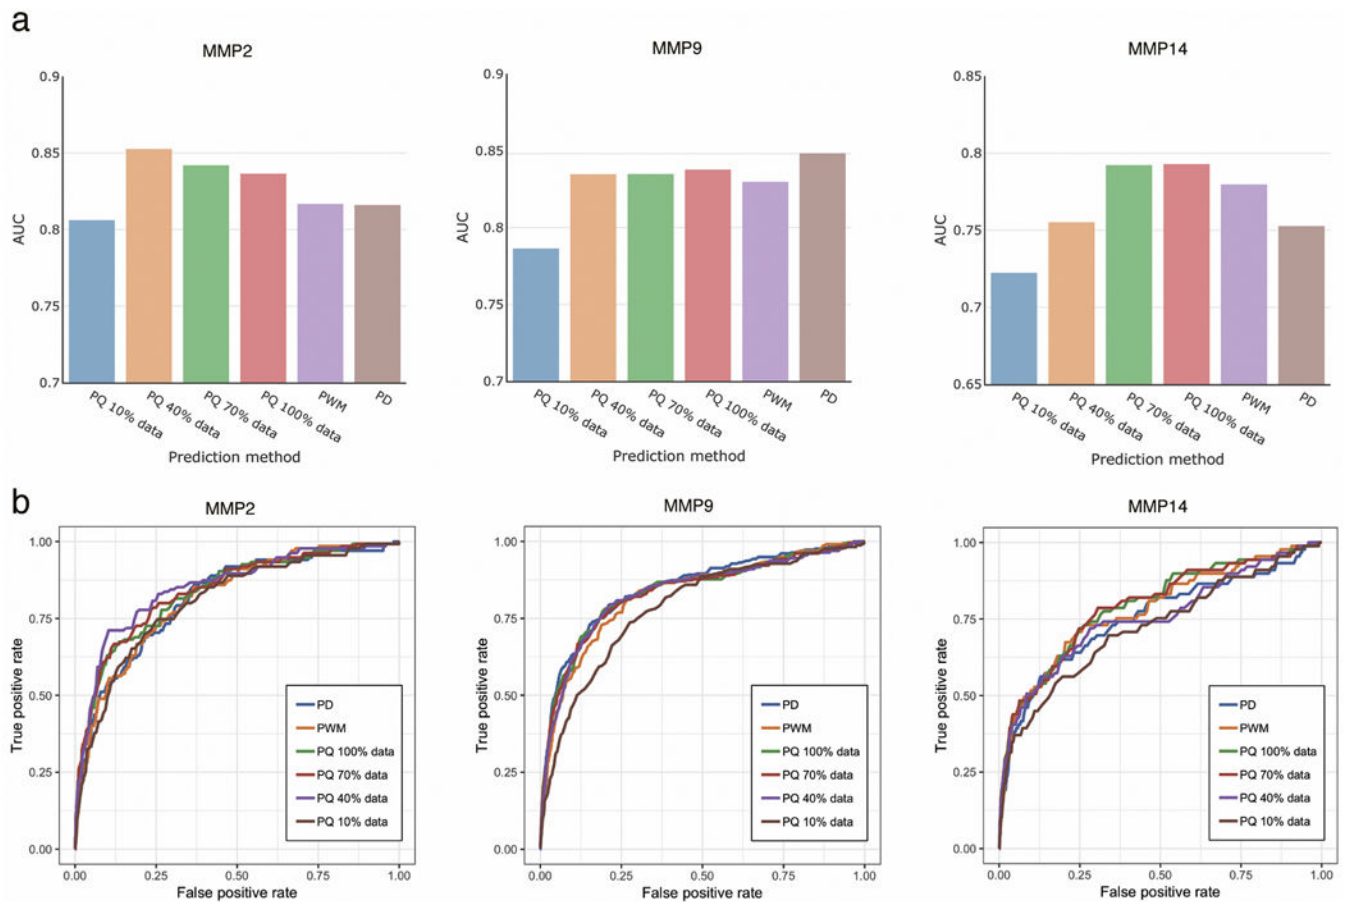 a
MMP2
MMP9
MMP14
0.9
0.85
0.8
0.75
0.7
AUC
PQ 10% data
PQ 40% data
PQ 70% data
PQ 100% data
PWM
PD
Prediction method
0.9
0.85
0.8
0.75
0.7
AUC
PQ 10% data
PQ 40% data
PQ 70% data
PQ 100% data
PWM
PD
Prediction method
0.85
0.8
0.75
0.7
0.65
AUC
PQ 10% data
PQ 40% data
PQ 70% data
PQ 100% data
PWM
PD
Prediction method
b
MMP2
MMP9
MMP14
1.00
0.75
0.50
0.25
0.00
True positive rate
PD
PWM
PQ 100% data
PQ 70% data
PQ 40% data
PQ 10% data
0.00 0.25 0.50 0.75 1.00
False positive rate
1.00
0.75
0.50
0.25
0.00
True positive rate
PD
PWM
PQ 100% data
PQ 70% data
PQ 40% data
PQ 10% data
0.00 0.25 0.50 0.75 1.00
False positive rate
1.00
0.75
0.50
0.25
0.00
True positive rate
PD
PWM
PQ 100% data
PQ 70% data
PQ 40% data
PQ 10% data
0.00 0.25 0.50 0.75 1.00
False positive rate